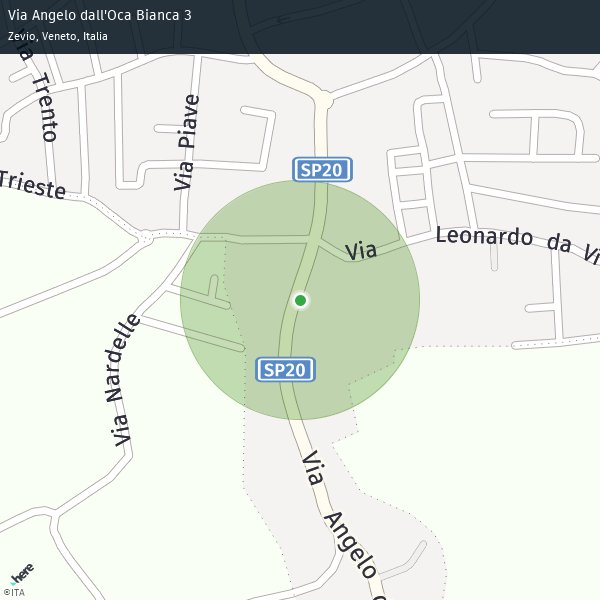 Via Angelo dall'Oca Bianca 3
Zevio, Veneto, Italia
Via Trento
Via Piave
SP20
Trieste
Via Leonardo da Vi
SP20
Via Nardelle
Via Angelo
here
©ITA